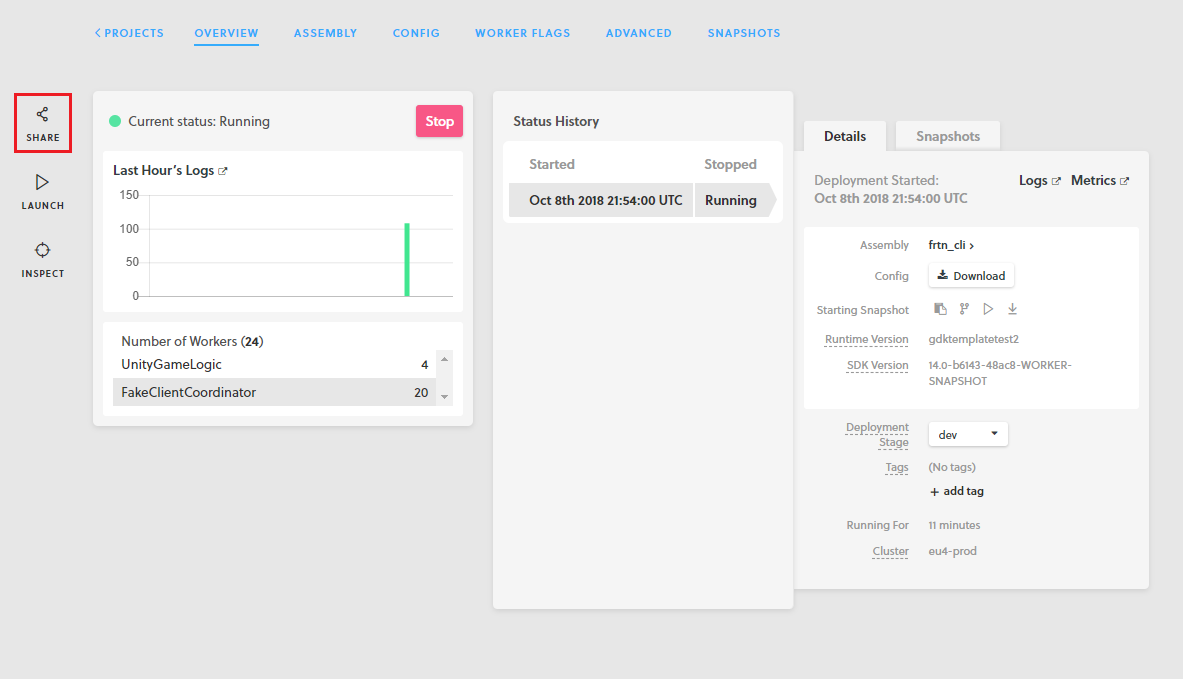 PROJECTS OVERVIEW ASSEMBLY CONFIG WORKER FLAGS ADVANCED SNAPSHOTS
SHARE
LAUNCH
INSPECT
Current status: Running
Stop
Last Hour's Logs
150
100
50
0
Number of Workers (24)
UnityGameLogic 4
FakeClientCoordinator 20
Status History
Started Stopped
Oct 8th 2018 21:54:00 UTC Running
Details Snapshots
Deployment Started: Logs Metrics
Oct 8th 2018 21:54:00 UTC
Assembly frtn_cli
Config Download
Starting Snapshot
Runtime Version gdktemplatetest2
SDK Version 14.0-b6143-48ac8-WORKER-
SNAPSHOT
Deployment
Stage dev
Tags (No tags)
+ add tag
Running For 11 minutes
Cluster eu4-prod